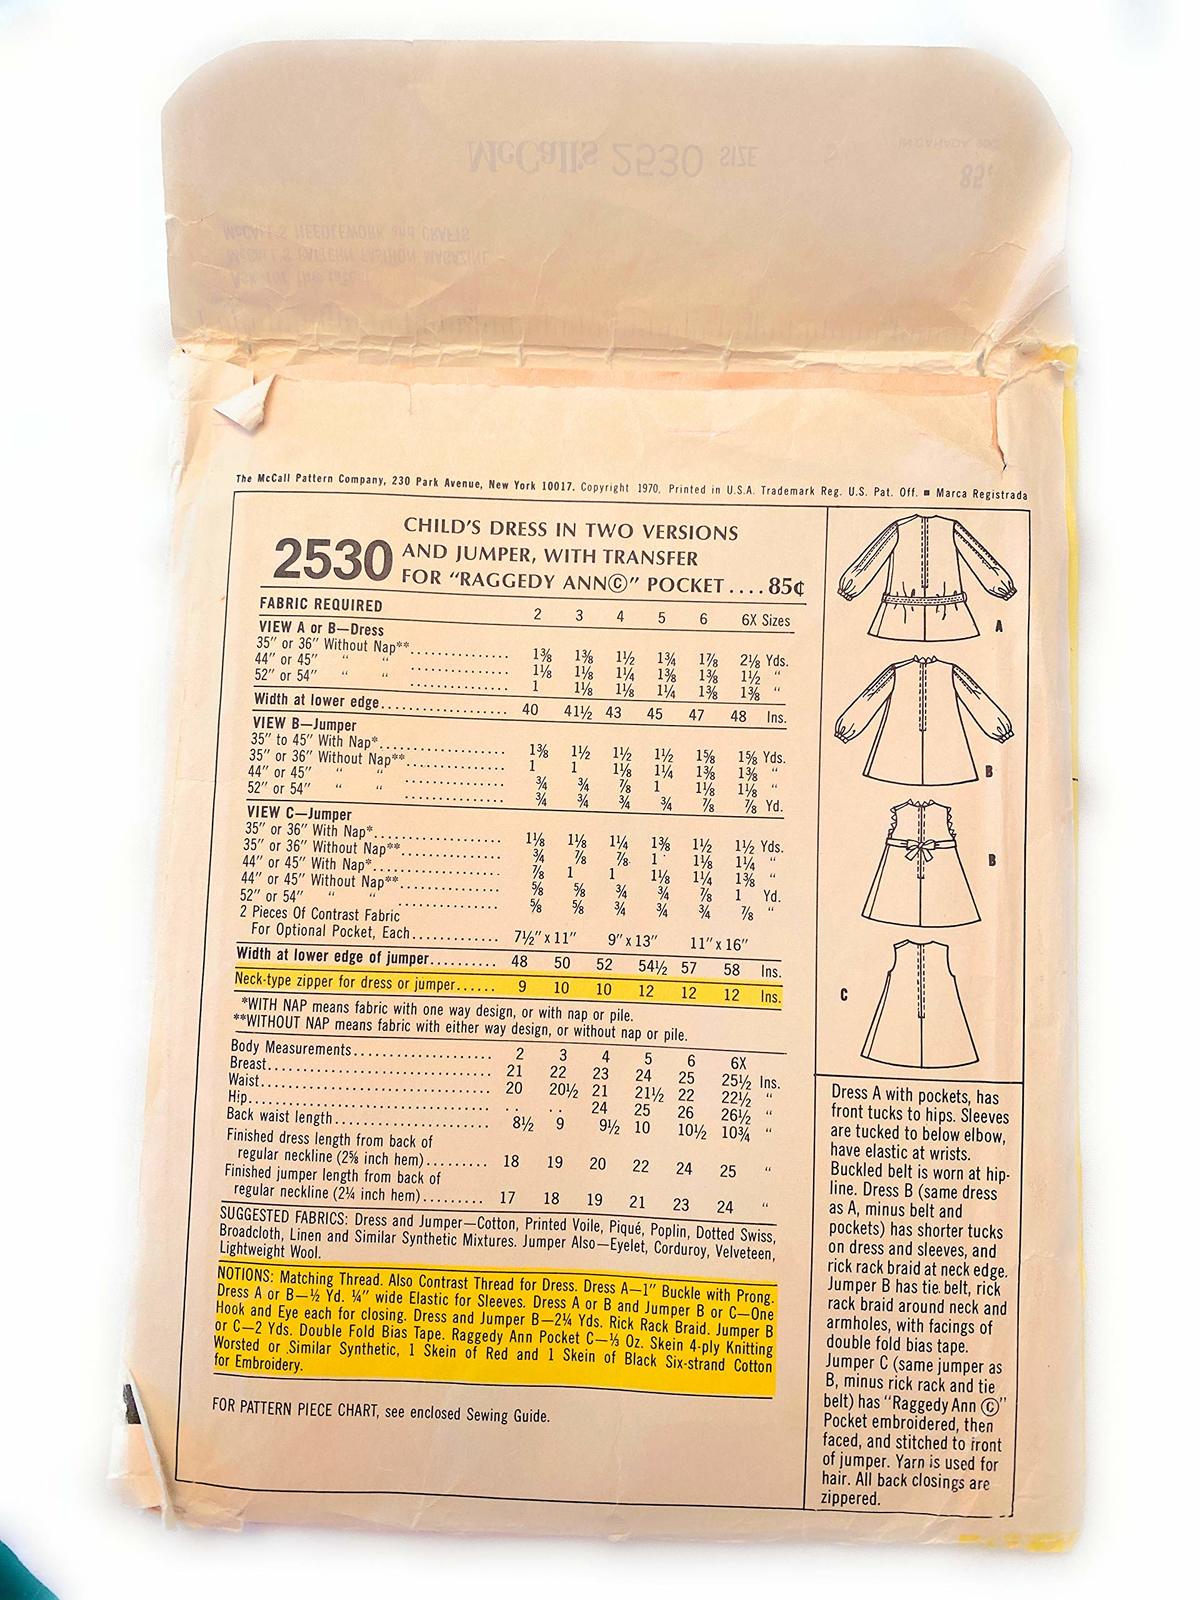 McCall's 2530 SIZE
IN CANADA
85.
McCALL'S NEEDLEWORK and CRAFTS
McCALL'S PATTERN FASHION MAGAZINE
Ask for the
The McCall Pattern Company, 230 Park Avenue, New York 10017. Copyright 1970, Printed in U.S.A. Trademark Reg. U.S. Pat. Off. ■ Marca Registrada
2530
CHILD'S DRESS IN TWO VERSIONS
AND JUMPER, WITH TRANSFER
FOR "RAGGEDY ANN©" POCKET .... 85¢
FABRIC REQUIRED 2 3 4 5 6 6X Sizes
VIEW A or B—Dress
35" or 36" Without Nap** 1⅜ 1⅜ 1½ 1¾ 1⅞ 2⅛ Yds.
44" or 45" " " 1⅛ 1⅛ 1¼ 1⅜ 1⅜ 1½ "
52" or 54" " " 1 1⅛ 1⅛ 1¼ 1⅜ 1⅜ "
Width at lower edge 40 41½ 43 45 47 48 Ins.
VIEW B—Jumper
35" to 45" With Nap* 1⅜ 1½ 1½ 1½ 1⅝ 1⅝ Yds.
35" or 36" Without Nap** 1 1 1⅛ 1¼ 1⅜ 1⅜ "
44" or 45" " " ¾ ¾ ⅞ 1 1⅛ 1⅛ "
52" or 54" " " ¾ ¾ ¾ ¾ ⅞ ⅞ Yd.
VIEW C—Jumper
35" or 36" With Nap* 1⅛ 1⅛ 1¼ 1⅜ 1½ 1½ Yds.
35" or 36" Without Nap** ¾ ⅞ ⅞ 1 1⅛ 1¼ "
44" or 45" With Nap* ⅞ 1 1 1⅛ 1¼ 1⅜ "
44" or 45" Without Nap** ⅝ ⅝ ¾ ¾ ⅞ 1 Yd.
52" or 54" " " ⅝ ⅝ ¾ ¾ ¾ ⅞ "
2 Pieces Of Contrast Fabric
For Optional Pocket, Each 7½" x 11" 9" x 13" 11" x 16"
Width at lower edge of jumper 48 50 52 54½ 57 58 Ins.
Neck-type zipper for dress or jumper 9 10 10 12 12 12 Ins.
*WITH NAP means fabric with one way design, or with nap or pile.
**WITHOUT NAP means fabric with either way design, or without nap or pile.
Body Measurements 2 3 4 5 6 6X
Breast 21 22 23 24 25 25½ Ins.
Waist 20 20½ 21 21½ 22 22½ "
Hip .. .. 24 25 26 26½ "
Back waist length 8½ 9 9½ 10 10½ 10¾ "
Finished dress length from back of
regular neckline (2⅝ inch hem) 18 19 20 22 24 25 "
Finished jumper length from back of
regular neckline (2¼ inch hem) 17 18 19 21 23 24 "
SUGGESTED FABRICS: Dress and Jumper—Cotton, Printed Voile, Piqué, Poplin, Dotted Swiss,
Broadcloth, Linen and Similar Synthetic Mixtures. Jumper Also—Eyelet, Corduroy, Velveteen,
Lightweight Wool.
NOTIONS: Matching Thread. Also Contrast Thread for Dress. Dress A—1" Buckle with Prong.
Dress A or B—½ Yd. ¼" wide Elastic for Sleeves. Dress A or B and Jumper B or C—One
Hook and Eye each for closing. Dress and Jumper B—2¼ Yds. Rick Rack Braid. Jumper B
or C—2 Yds. Double Fold Bias Tape. Raggedy Ann Pocket C—⅓ Oz. Skein 4-ply Knitting
Worsted or Similar Synthetic, 1 Skein of Red and 1 Skein of Black Six-strand Cotton
for Embroidery.
FOR PATTERN PIECE CHART, see enclosed Sewing Guide.
A
B
B
C
Dress A with pockets, has
front tucks to hips. Sleeves
are tucked to below elbow,
have elastic at wrists.
Buckled belt is worn at hip-
line. Dress B (same dress
as A, minus belt and
pockets) has shorter tucks
on dress and sleeves, and
rick rack braid at neck edge.
Jumper B has tie belt, rick
rack braid around neck and
armholes, with facings of
double fold bias tape.
Jumper C (same jumper as
B, minus rick rack and tie
belt) has "Raggedy Ann ©"
Pocket embroidered, then
faced, and stitched to front
of jumper. Yarn is used for
hair. All back closings are
zippered.